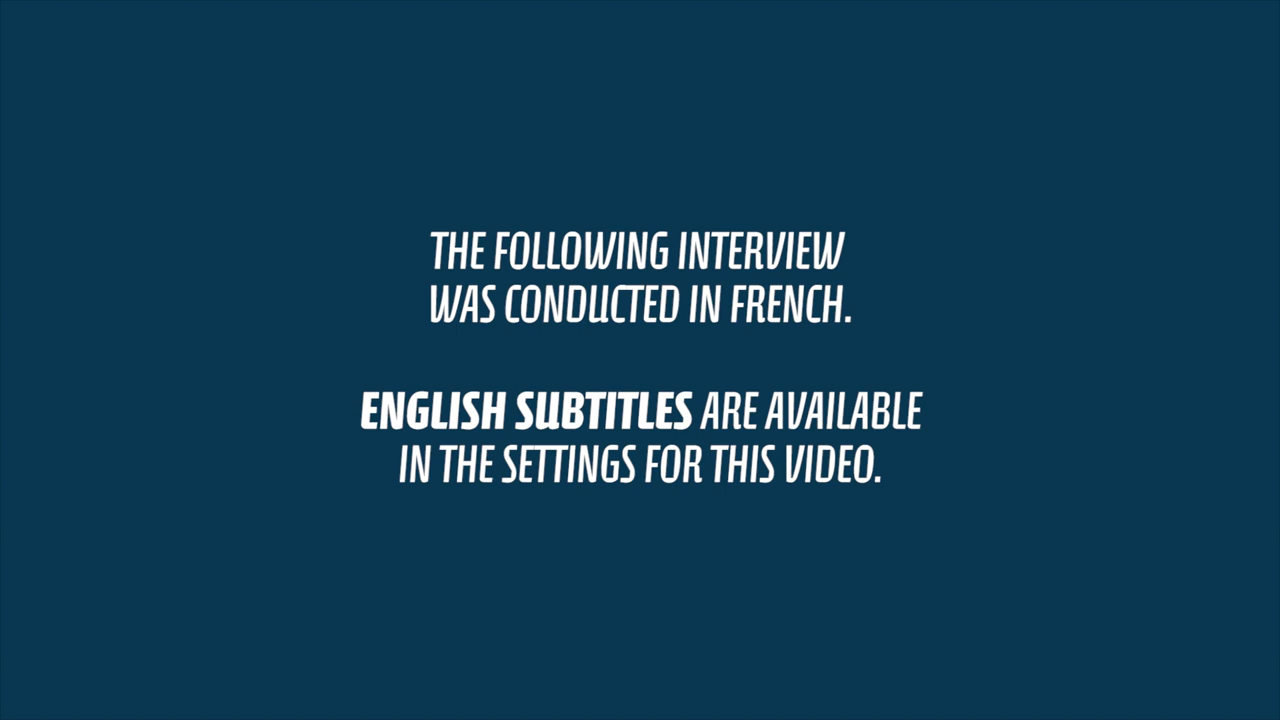 THE FOLLOWING INTERVIEW
WAS CONDUCTED IN FRENCH.
ENGLISH SUBTITLES ARE AVAILABLE
IN THE SETTINGS FOR THIS VIDEO.